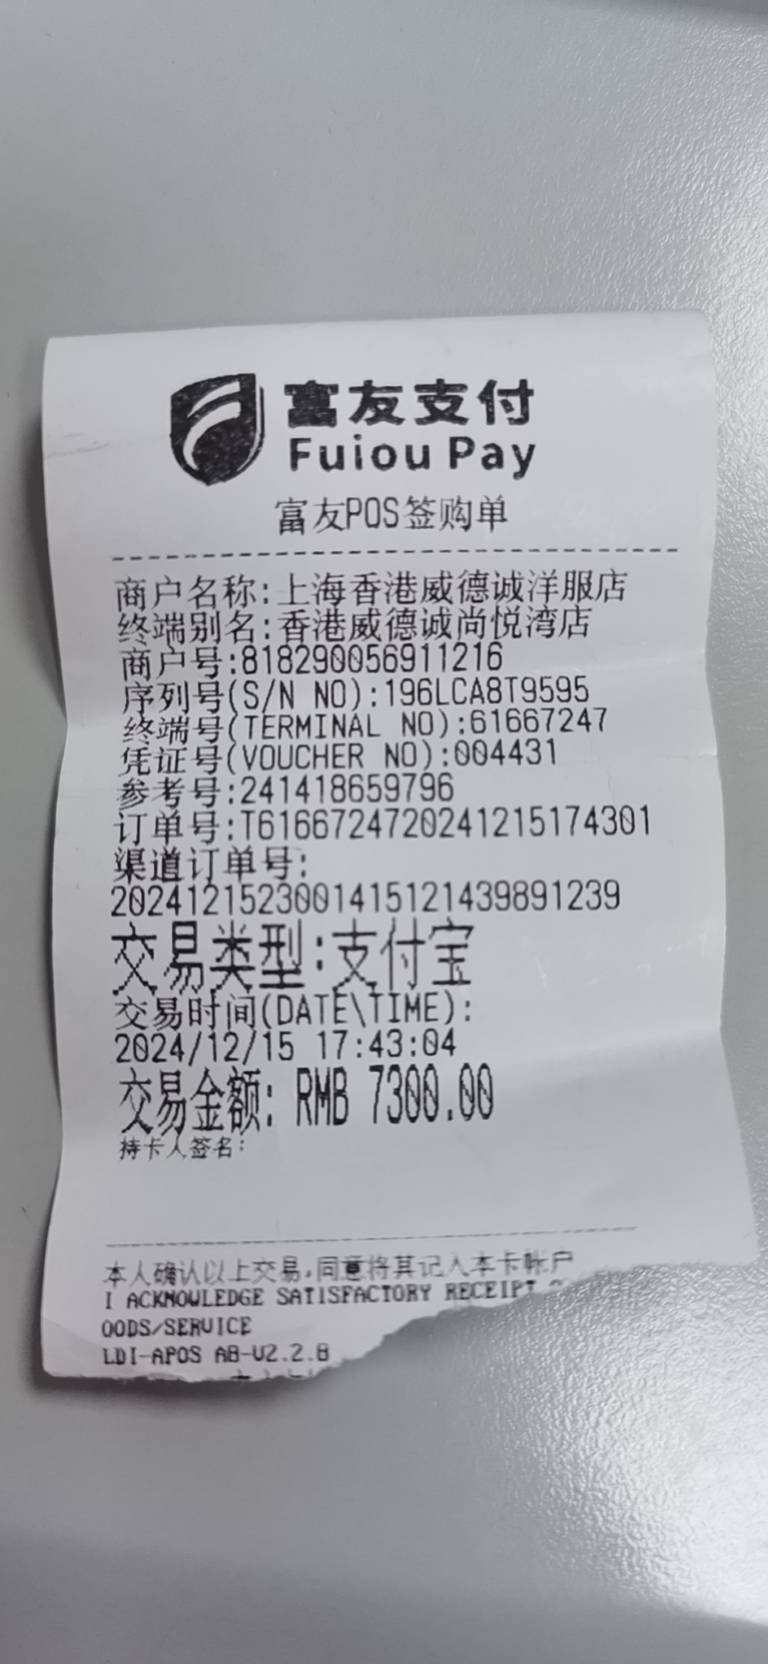 富友支付
Fuiou Pay
富友POS签购单
商户名称:上海香港威德诚洋服店
终端别名:香港威德诚尚悦湾店
商户号:818290056911216
序列号(S/N NO):196LCA8T9595
终端号(TERMINAL NO):61667247
凭证号(VOUCHER NO):004431
参考号:241418659796
订单号:T6166724720241215174301
渠道订单号:
2024121523001415121439891239
交易类型:支付宝
交易时间(DATE\TIME):
2024/12/15 17:43:04
交易金额: RMB 7300.00
持卡人签名:
本人确认以上交易,同意将其记入本卡帐户
I ACKNOWLEDGE SATISFACTORY RECEIPT
OODS/SERVICE
LDI-APOS A8-V2.2.8